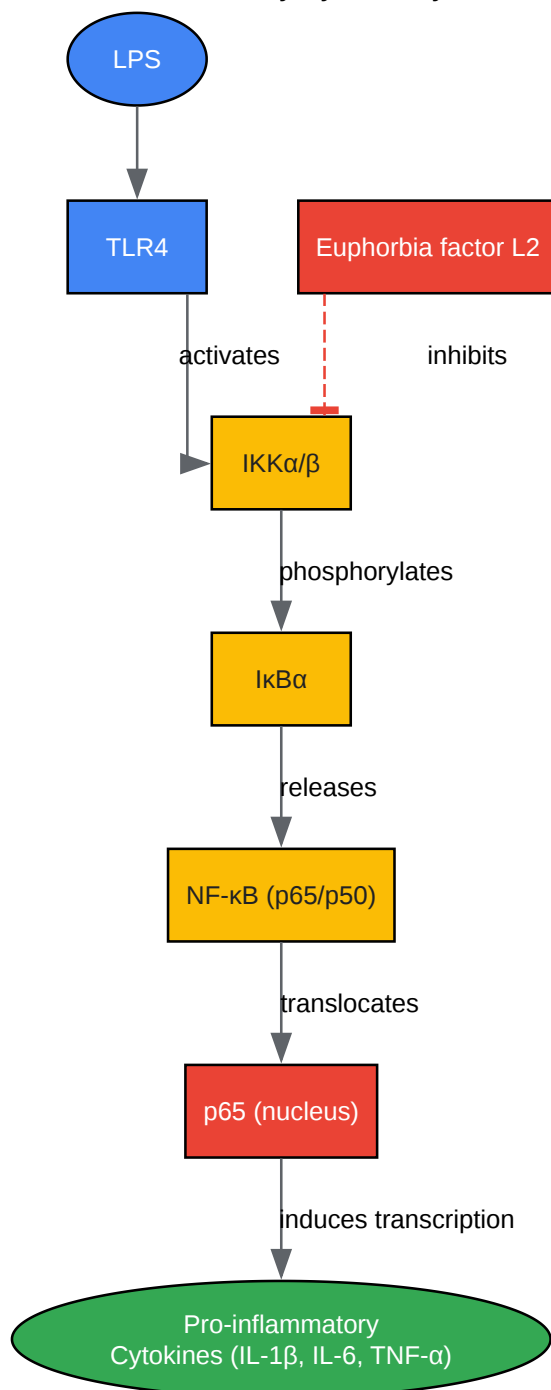 LPS
TLR4
Euphorbia factor L2
activates
inhibits
IKKα/β
phosphorylates
IκBα
releases
NF-κB (p65/p50)
translocates
p65 (nucleus)
induces transcription
Pro-inflammatory
Cytokines (IL-1β, IL-6, TNF-α)